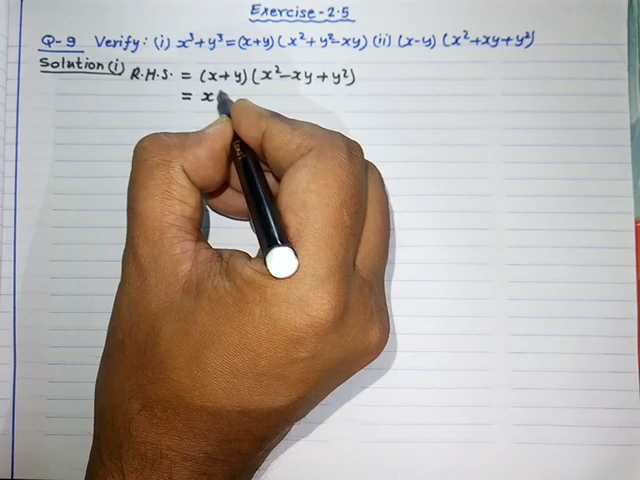 Exercise-2.5
Q-9 Verify: (i) x³+y³=(x+y)(x²+y²-xy) (ii) (x-y) (x²+xy+y²)
Solution(i) R.H.S. = (x+y)(x²-xy+y²)
= x